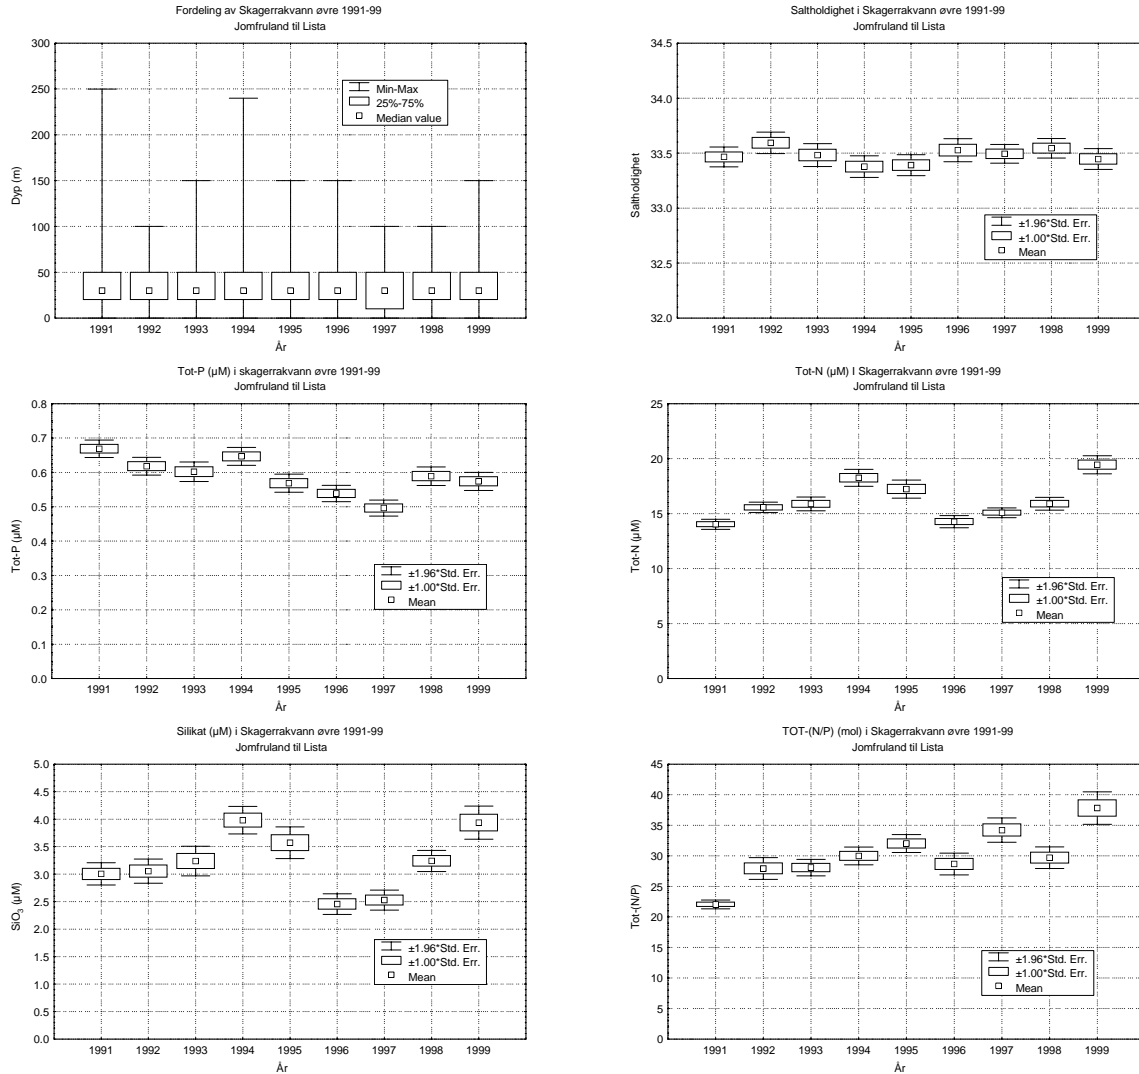 Fordeling av Skagerrakvann øvre 1991-99
Jomfruland til Lista
300
250
200
150
100
50
0
Dyp (m)
Min-Max
25%-75%
Median value
1991 1992 1993 1994 1995 1996 1997 1998 1999
År
Saltholdighet i Skagerrakvann øvre 1991-99
Jomfruland til Lista
34.5
34.0
33.5
33.0
32.5
32.0
Saltholdighet
±1.96*Std. Err.
±1.00*Std. Err.
Mean
1991 1992 1993 1994 1995 1996 1997 1998 1999
År
Tot-P (µM) i skagerrakvann øvre 1991-99
Jomfruland til Lista
0.8
0.7
0.6
0.5
0.4
0.3
0.2
0.1
0.0
Tot-P (µM)
±1.96*Std. Err.
±1.00*Std. Err.
Mean
1991 1992 1993 1994 1995 1996 1997 1998 1999
År
Tot-N (µM) I Skagerrakvann øvre 1991-99
Jomfruland til Lista
25
20
15
10
5
0
Tot-N (µM)
±1.96*Std. Err.
±1.00*Std. Err.
Mean
1991 1992 1993 1994 1995 1996 1997 1998 1999
År
Silikat (µM) i Skagerrakvann øvre 1991-99
Jomfruland til Lista
5.0
4.5
4.0
3.5
3.0
2.5
2.0
1.5
1.0
0.5
0.0
SiO₃ (µM)
±1.96*Std. Err.
±1.00*Std. Err.
Mean
1991 1992 1993 1994 1995 1996 1997 1998 1999
År
TOT-(N/P) (mol) i Skagerrakvann øvre 1991-99
Jomfruland til Lista
45
40
35
30
25
20
15
10
5
0
Tot-(N/P)
±1.96*Std. Err.
±1.00*Std. Err.
Mean
1991 1992 1993 1994 1995 1996 1997 1998 1999
År